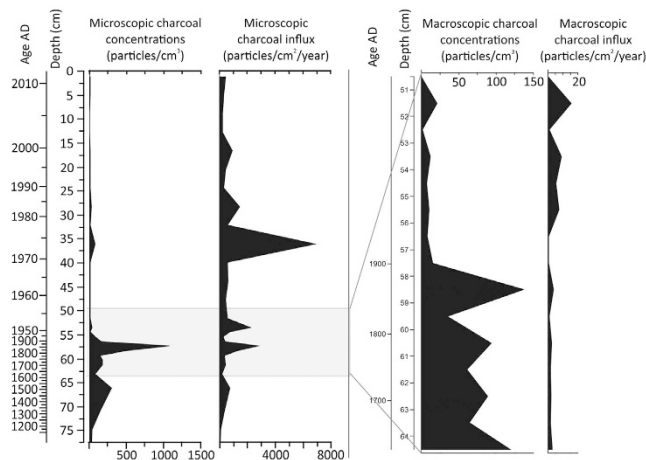 Microscopic charcoal
concentrations
(particles/cm³)
Microscopic
charcoal influx
(particles/cm²/year)
Macroscopic charcoal
concentrations
(particles/cm³)
Macroscopic
charcoal influx
(particles/cm²/year)
Age AD
Depth (cm)
Age AD
Depth (cm)
2010
2000
1990
1980
1970
1960
1950
1900
1800
1700
1600
1500
1400
1300
1200
0
5
10
15
20
25
30
35
40
45
50
55
60
65
70
75
0 500 1000 1500
0 4000 8000
50 100 150
20
1900
1800
1700
51
52
53
54
55
56
57
58
59
60
61
62
63
64